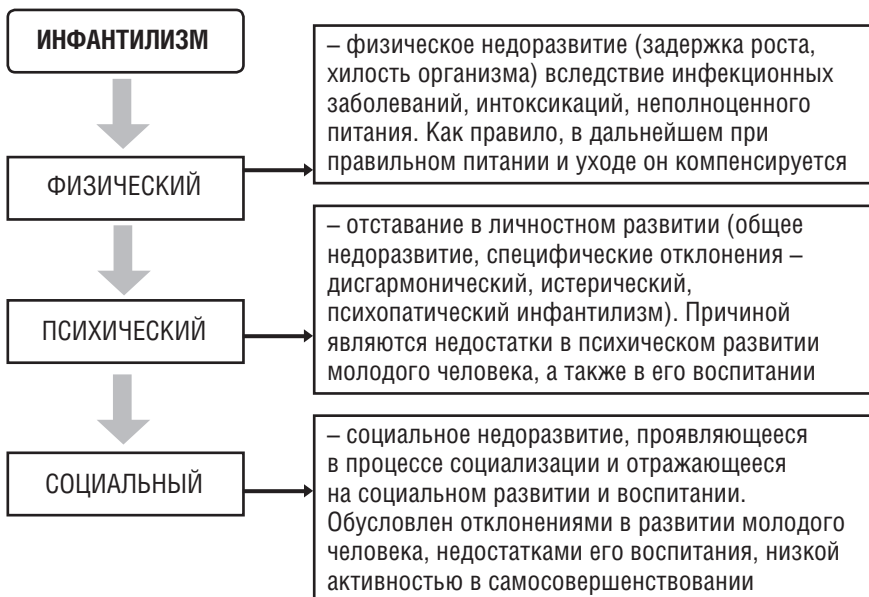 ИНФАНТИЛИЗМ
– физическое недоразвитие (задержка роста,
хилость организма) вследствие инфекционных
заболеваний, интоксикаций, неполноценного
питания. Как правило, в дальнейшем при
правильном питании и уходе он компенсируется
ФИЗИЧЕСКИЙ
– отставание в личностном развитии (общее
недоразвитие, специфические отклонения –
дисгармонический, истерический,
психопатический инфантилизм). Причиной
являются недостатки в психическом развитии
молодого человека, а также в его воспитании
ПСИХИЧЕСКИЙ
– социальное недоразвитие, проявляющееся
в процессе социализации и отражающееся
на социальном развитии и воспитании.
Обусловлен отклонениями в развитии молодого
человека, недостатками его воспитания, низкой
активностью в самосовершенствовании
СОЦИАЛЬНЫЙ